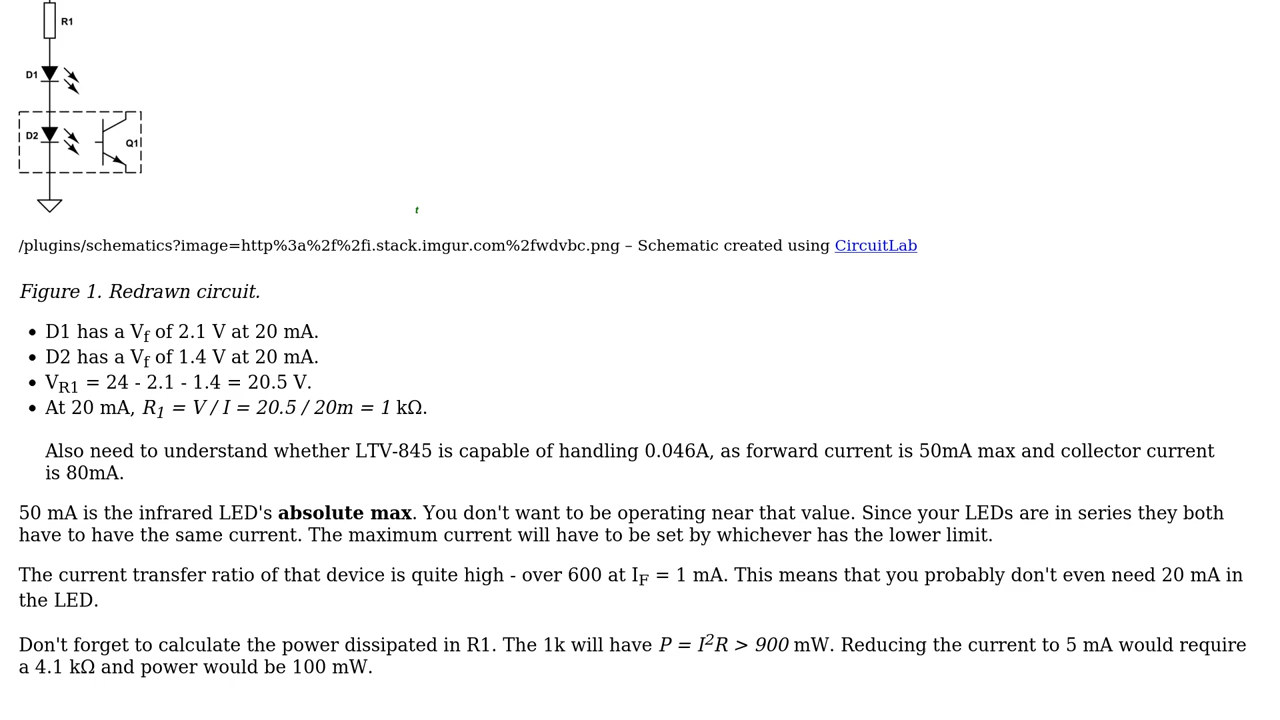 R1
D1
D2
Q1
t
/plugins/schematics?image=http%3a%2f%2fi.stack.imgur.com%2fwdvbc.png – Schematic created using CircuitLab
Figure 1. Redrawn circuit.
• D1 has a Vf of 2.1 V at 20 mA.
• D2 has a Vf of 1.4 V at 20 mA.
• VR1 = 24 - 2.1 - 1.4 = 20.5 V.
• At 20 mA, R1 = V / I = 20.5 / 20m = 1 kΩ.
Also need to understand whether LTV-845 is capable of handling 0.046A, as forward current is 50mA max and collector current
is 80mA.
50 mA is the infrared LED's absolute max. You don't want to be operating near that value. Since your LEDs are in series they both
have to have the same current. The maximum current will have to be set by whichever has the lower limit.
The current transfer ratio of that device is quite high - over 600 at IF = 1 mA. This means that you probably don't even need 20 mA in
the LED.
Don't forget to calculate the power dissipated in R1. The 1k will have P = I²R > 900 mW. Reducing the current to 5 mA would require
a 4.1 kΩ and power would be 100 mW.